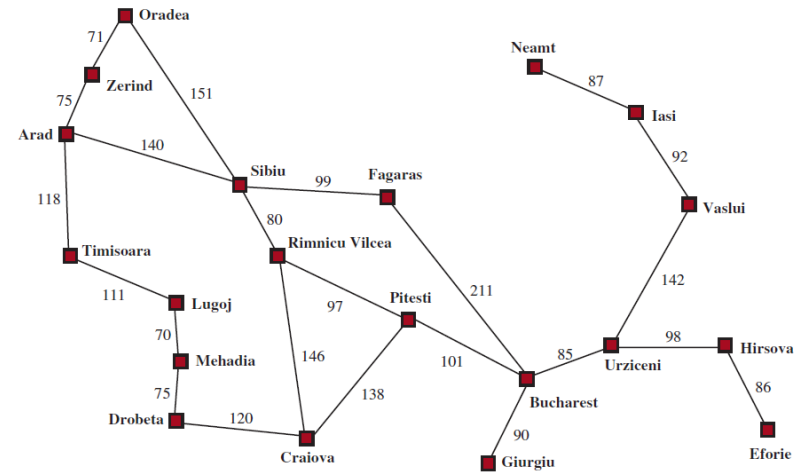 Oradea
71
Neamt
Zerind
87
151
75
Iasi
Arad
140
92
Sibiu
99
Fagaras
118
Vaslui
80
Timisoara
Rimnicu Vilcea
142
111
Lugoj
97
Pitesti
211
70
98
Hirsova
146
101
85
Mehadia
Urziceni
75
138
86
Bucharest
Drobeta
120
90
Craiova
Giurgiu
Eforie